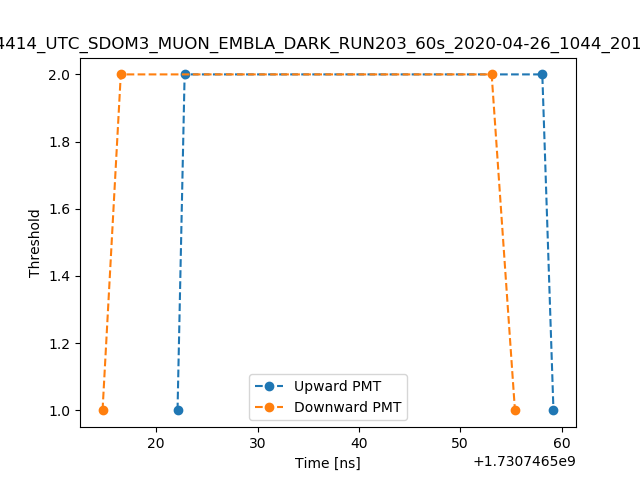 4414_UTC_SDOM3_MUON_EMBLA_DARK_RUN203_60s_2020-04-26_1044_201
2.0
1.8
1.6
1.4
1.2
1.0
Threshold
Upward PMT
Downward PMT
20 30 40 50 60
Time [ns]
+1.7307465e9